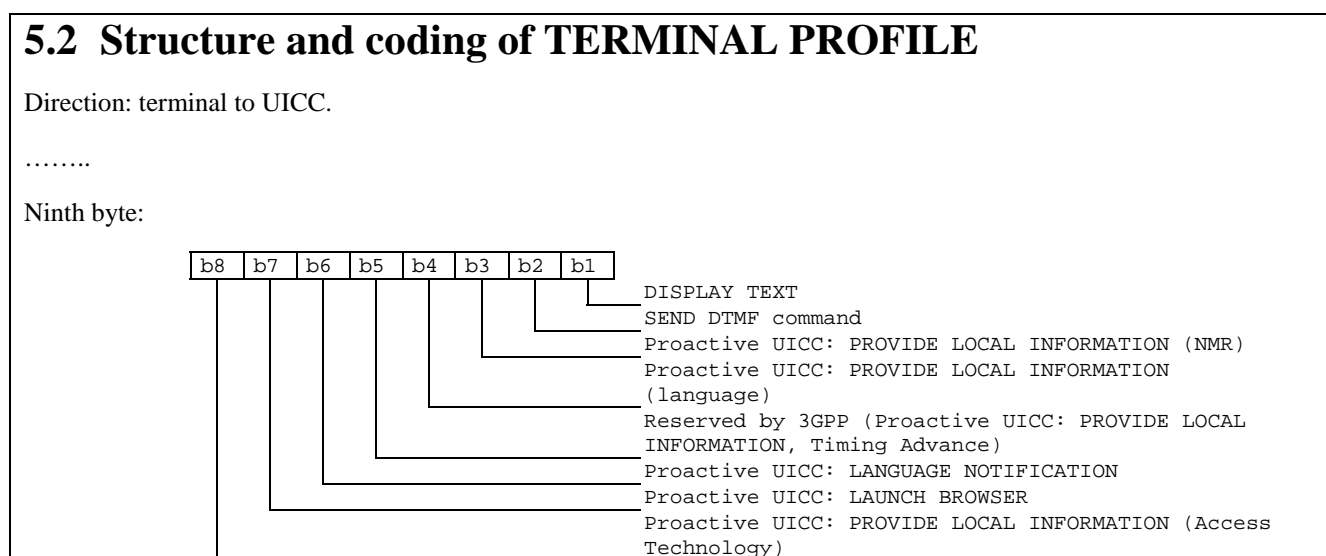 5.2 Structure and coding of TERMINAL PROFILE
Direction: terminal to UICC.
……..
Ninth byte:
b8 b7 b6 b5 b4 b3 b2 b1
DISPLAY TEXT
SEND DTMF command
Proactive UICC: PROVIDE LOCAL INFORMATION (NMR)
Proactive UICC: PROVIDE LOCAL INFORMATION
(language)
Reserved by 3GPP (Proactive UICC: PROVIDE LOCAL
INFORMATION, Timing Advance)
Proactive UICC: LANGUAGE NOTIFICATION
Proactive UICC: LAUNCH BROWSER
Proactive UICC: PROVIDE LOCAL INFORMATION (Access
Technology)